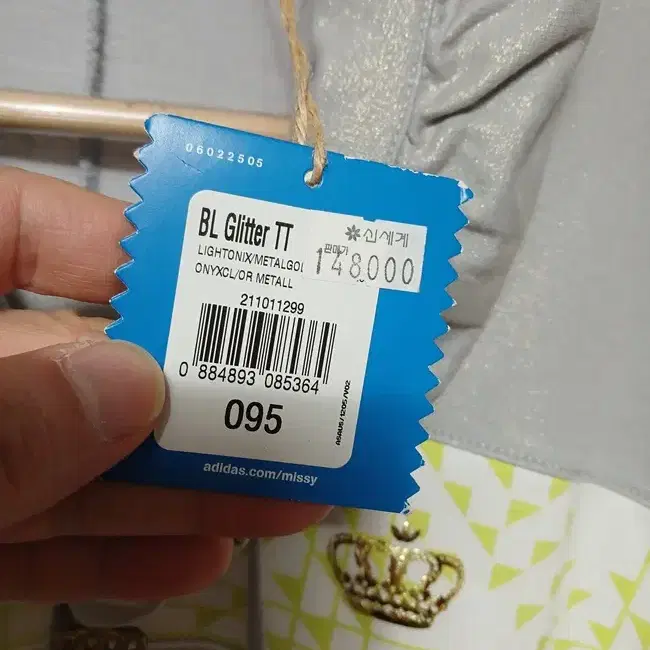 06022505
BL Glitter TT
신세계
LIGHTONIX/METALGOL
판매가
148000
ONYXCL/OR METALL
211011299
0 884893 085364
095
adidas.com/missy